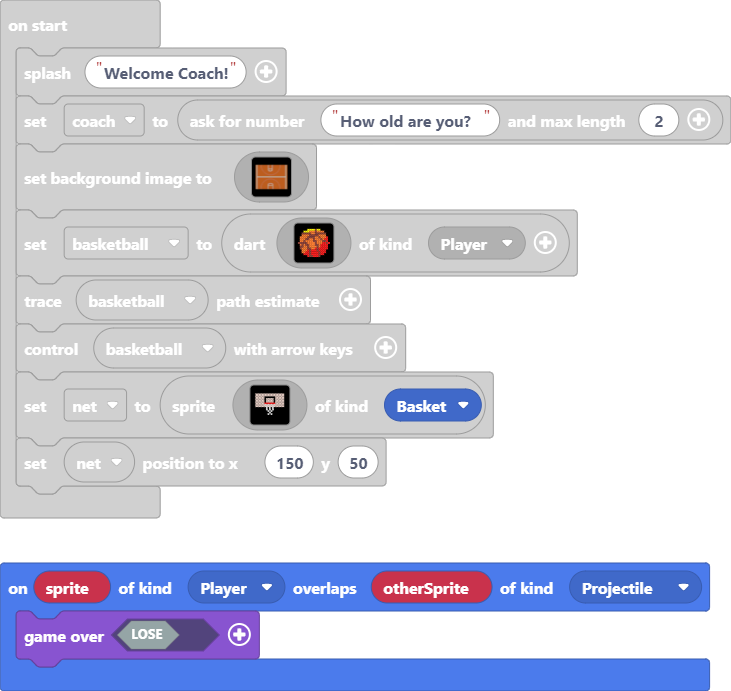 on start
splash "Welcome Coach!"
set coach to ask for number "How old are you? " and max length 2
set background image to
set basketball to dart of kind Player
trace basketball path estimate
control basketball with arrow keys
set net to sprite of kind Basket
set net position to x 150 y 50
on sprite of kind Player overlaps otherSprite of kind Projectile
game over LOSE